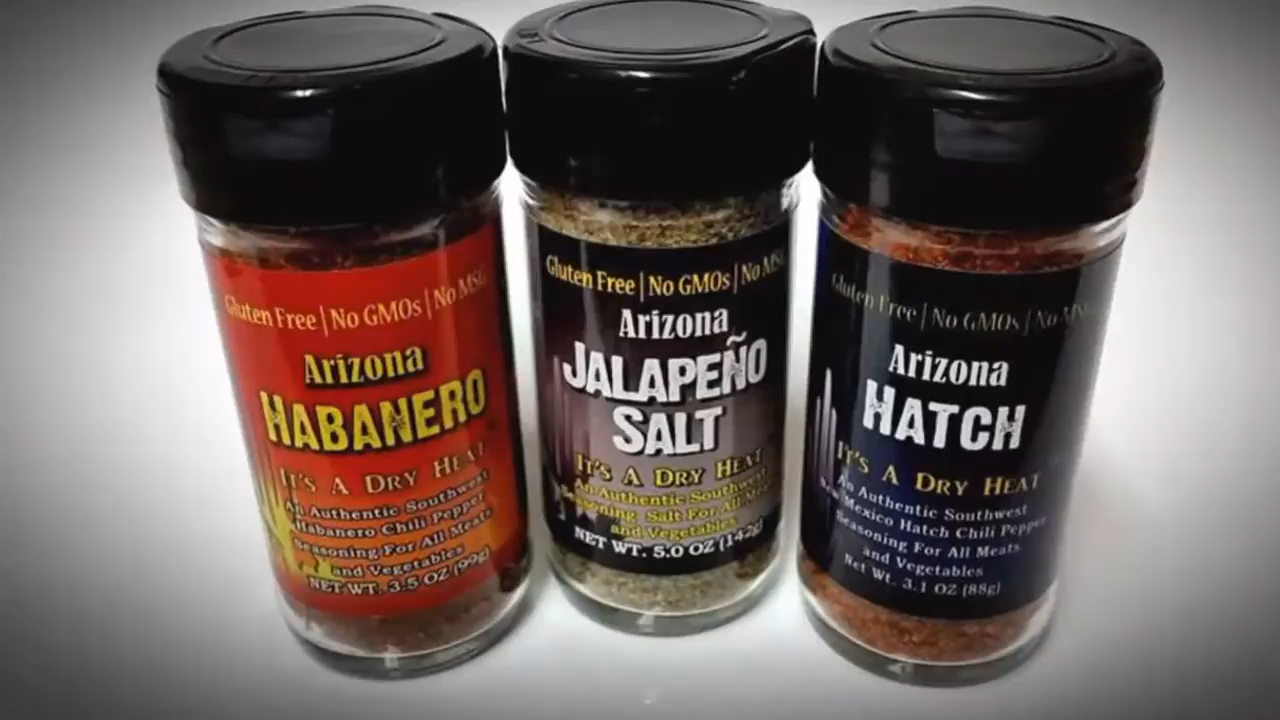 Gluten Free | No GMOs | No MSG
Arizona
HABANERO
IT'S A DRY HEAT
An Authentic Southwest
Habanero Chili Pepper
Seasoning For All Meats
and Vegetables
NET WT. 3.5 OZ (99g)
Gluten Free | No GMOs | No MSG
Arizona
JALAPEÑO
SALT
IT'S A DRY HEAT
An Authentic Southwest
Seasoning Salt For All Meats
and Vegetables
NET WT. 5.0 OZ (142g)
Gluten Free | No GMOs | No MSG
Arizona
HATCH
IT'S A DRY HEAT
An Authentic Southwest
New Mexico Hatch Chili Pepper
Seasoning For All Meats
and Vegetables
Net Wt. 3.1 OZ (88g)